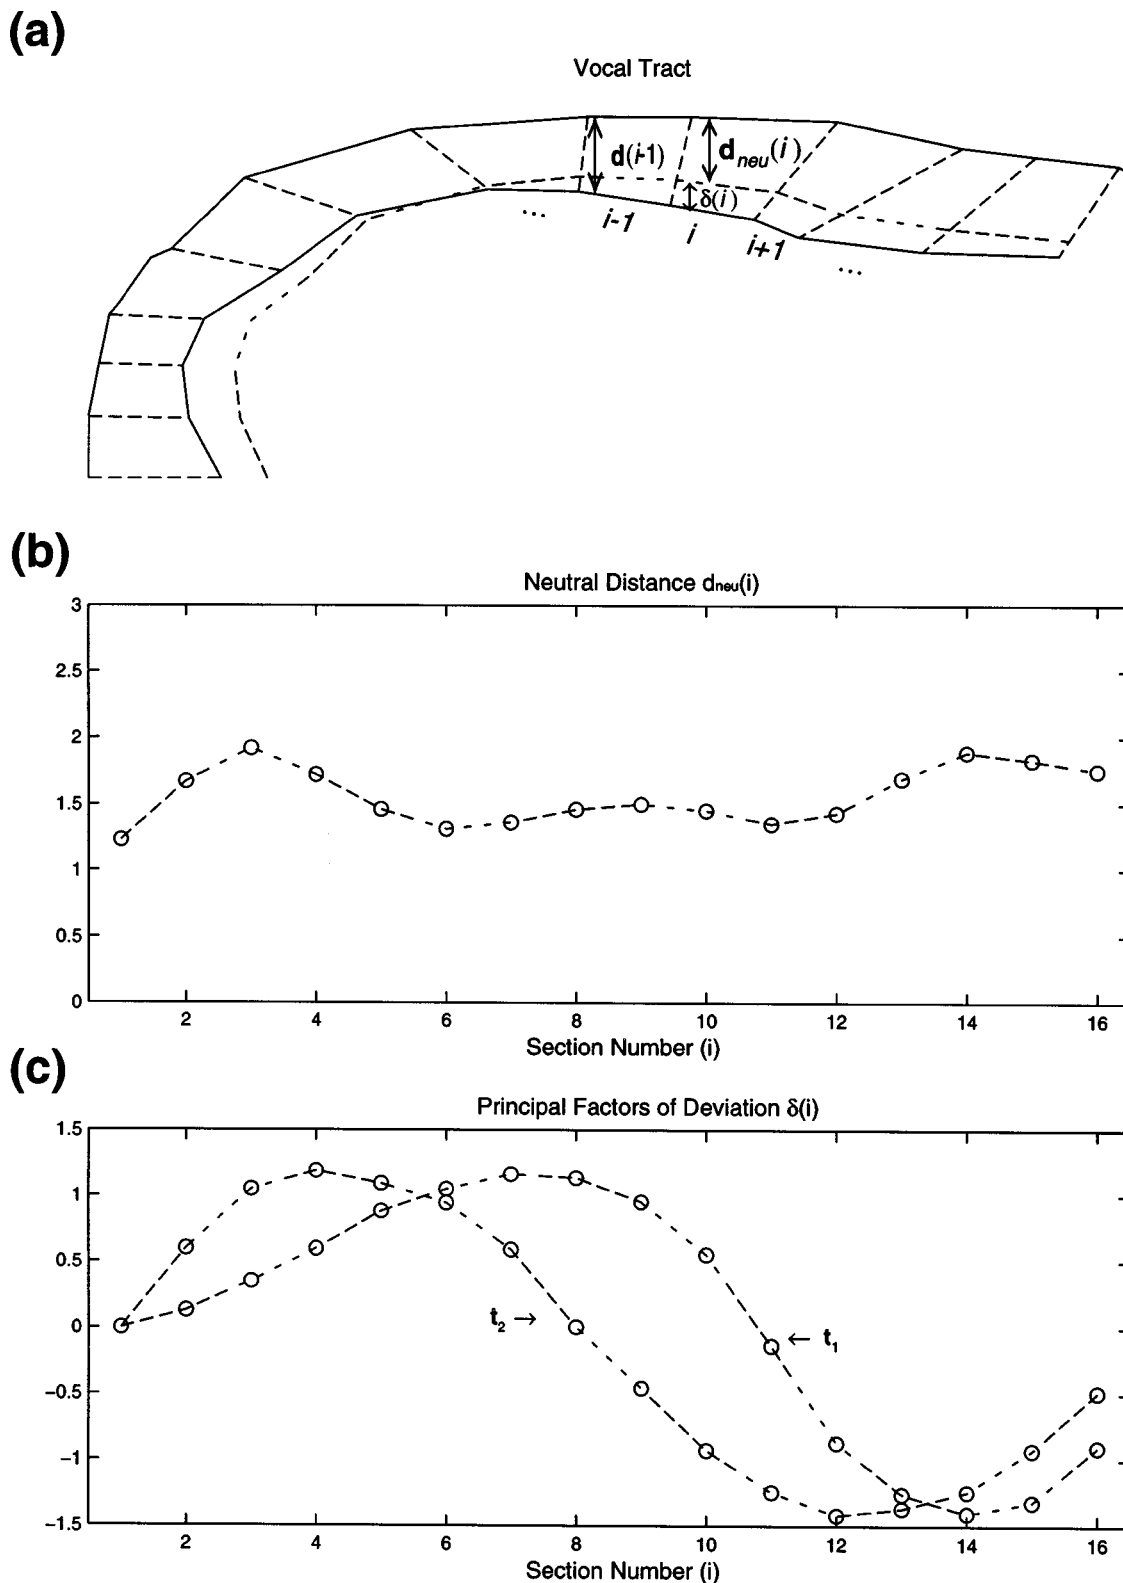 (a)
Vocal Tract
d(i-1)
d_neu(i)
δ(i)
... i-1 i i+1 ...
(b)
Neutral Distance d_neu(i)
3
2.5
2
1.5
1
0.5
0
2 4 6 8 10 12 14 16
Section Number (i)
(c)
Principal Factors of Deviation δ(i)
1.5
1
0.5
0
−0.5
−1
−1.5
t₂ →
← t₁
2 4 6 8 10 12 14 16
Section Number (i)